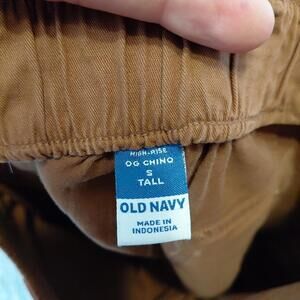 HIGH-RISE
OG CHINO
S
TALL
OLD NAVY
MADE IN
INDONESIA